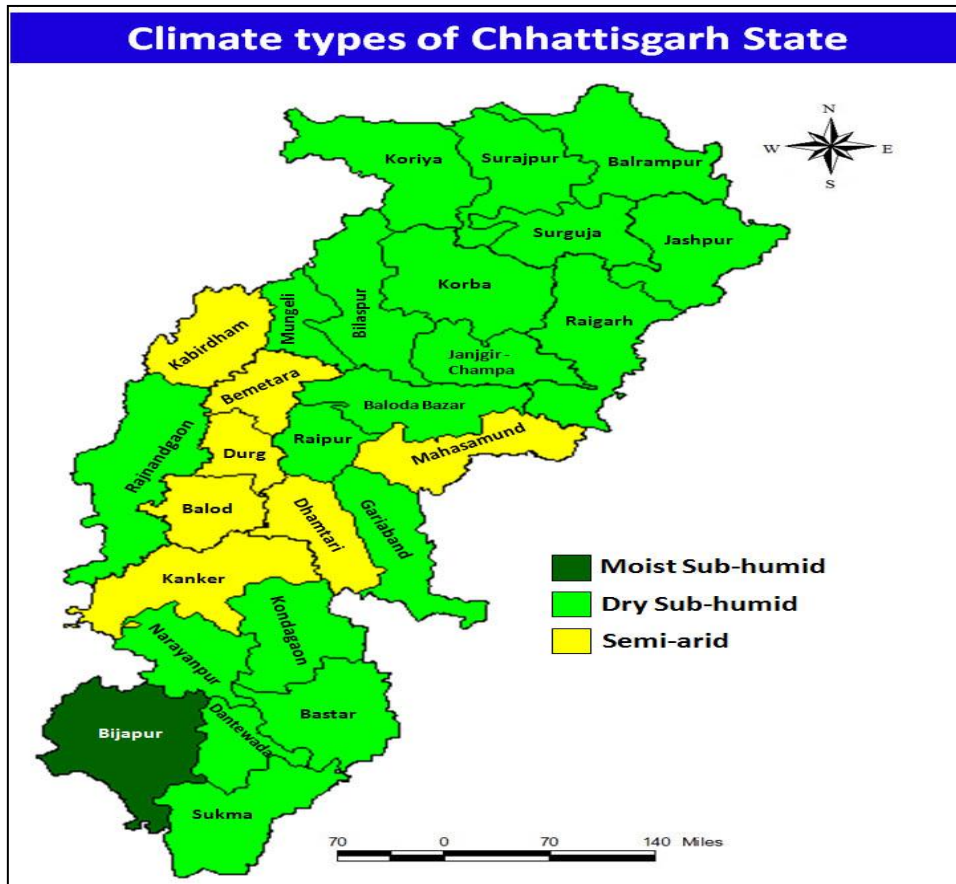 Climate types of Chhattisgarh State
N
W E
S
Koriya
Surajpur
Balrampur
Surguja
Jashpur
Korba
Raigarh
Mungeli
Bilaspur
Janjgir-
Champa
Kabirdham
Bemetara
Baloda Bazar
Rajnandgaon
Durg
Raipur
Mahasamund
Balod
Dhamtari
Gariaband
Kanker
Moist Sub-humid
Dry Sub-humid
Semi-arid
Narayanpur
Kondagaon
Bijapur
Dantewada
Bastar
Sukma
70 0 70 140 Miles